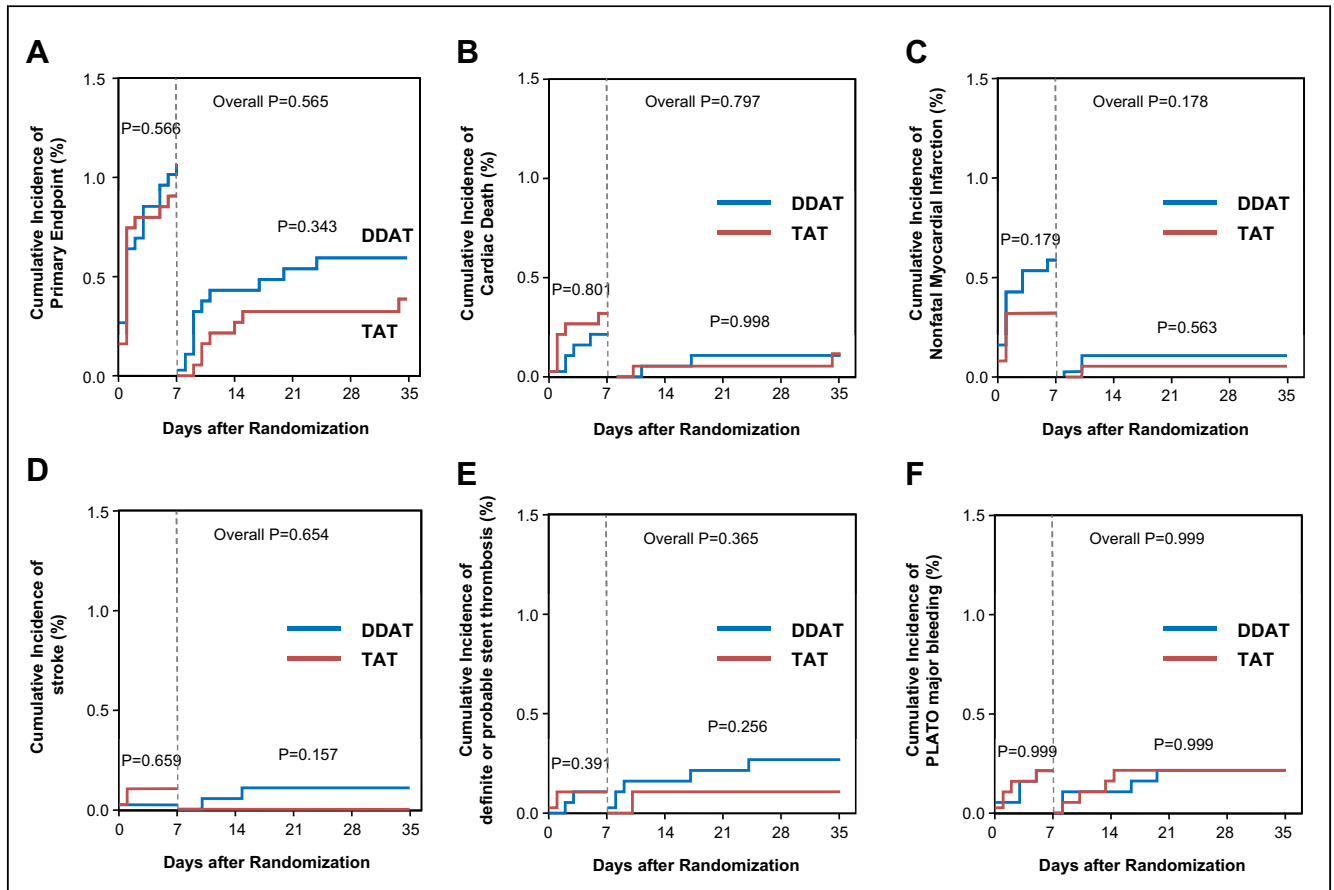 A
Cumulative Incidence of
Primary Endpoint (%)
1.5
1.0
0.5
0.0
Overall P=0.565
P=0.566
P=0.343
DDAT
TAT
0 7 14 21 28 35
Days after Randomization
B
Cumulative Incidence of
Cardiac Death (%)
1.5
1.0
0.5
0.0
Overall P=0.797
DDAT
TAT
P=0.801
P=0.998
0 7 14 21 28 35
Days after Randomization
C
Cumulative Incidence of
Nonfatal Myocardial Infarction (%)
1.5
1.0
0.5
0.0
Overall P=0.178
DDAT
TAT
P=0.179
P=0.563
0 7 14 21 28 35
Days after Randomization
D
Cumulative Incidence of
stroke (%)
1.5
1.0
0.5
0.0
Overall P=0.654
DDAT
TAT
P=0.659
P=0.157
0 7 14 21 28 35
Days after Randomization
E
Cumulative Incidence of
definite or probable stent thrombosis (%)
1.5
1.0
0.5
0.0
Overall P=0.365
DDAT
TAT
P=0.391
P=0.256
0 7 14 21 28 35
Days after Randomization
F
Cumulative Incidence of
PLATO major bleeding (%)
1.5
1.0
0.5
0.0
Overall P=0.999
DDAT
TAT
P=0.999
P=0.999
0 7 14 21 28 35
Days after Randomization